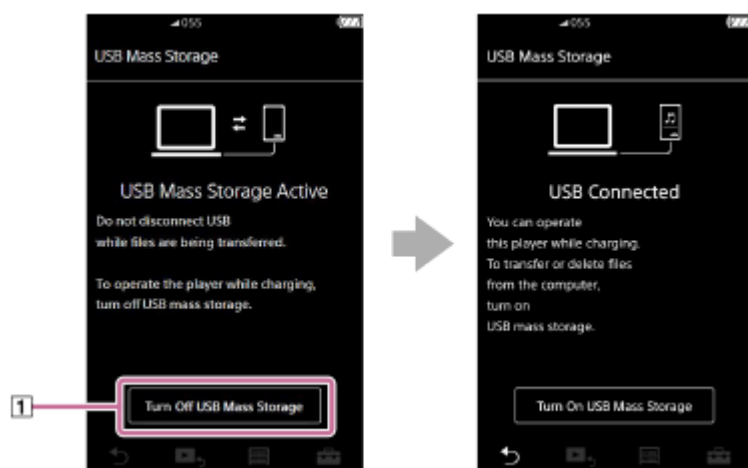 055
USB Mass Storage
USB Mass Storage Active
Do not disconnect USB
while files are being transferred.
To operate the player while charging,
turn off USB mass storage.
1
Turn Off USB Mass Storage
055
USB Mass Storage
USB Connected
You can operate
this player while charging.
To transfer or delete files
from the computer,
turn on
USB mass storage.
Turn On USB Mass Storage